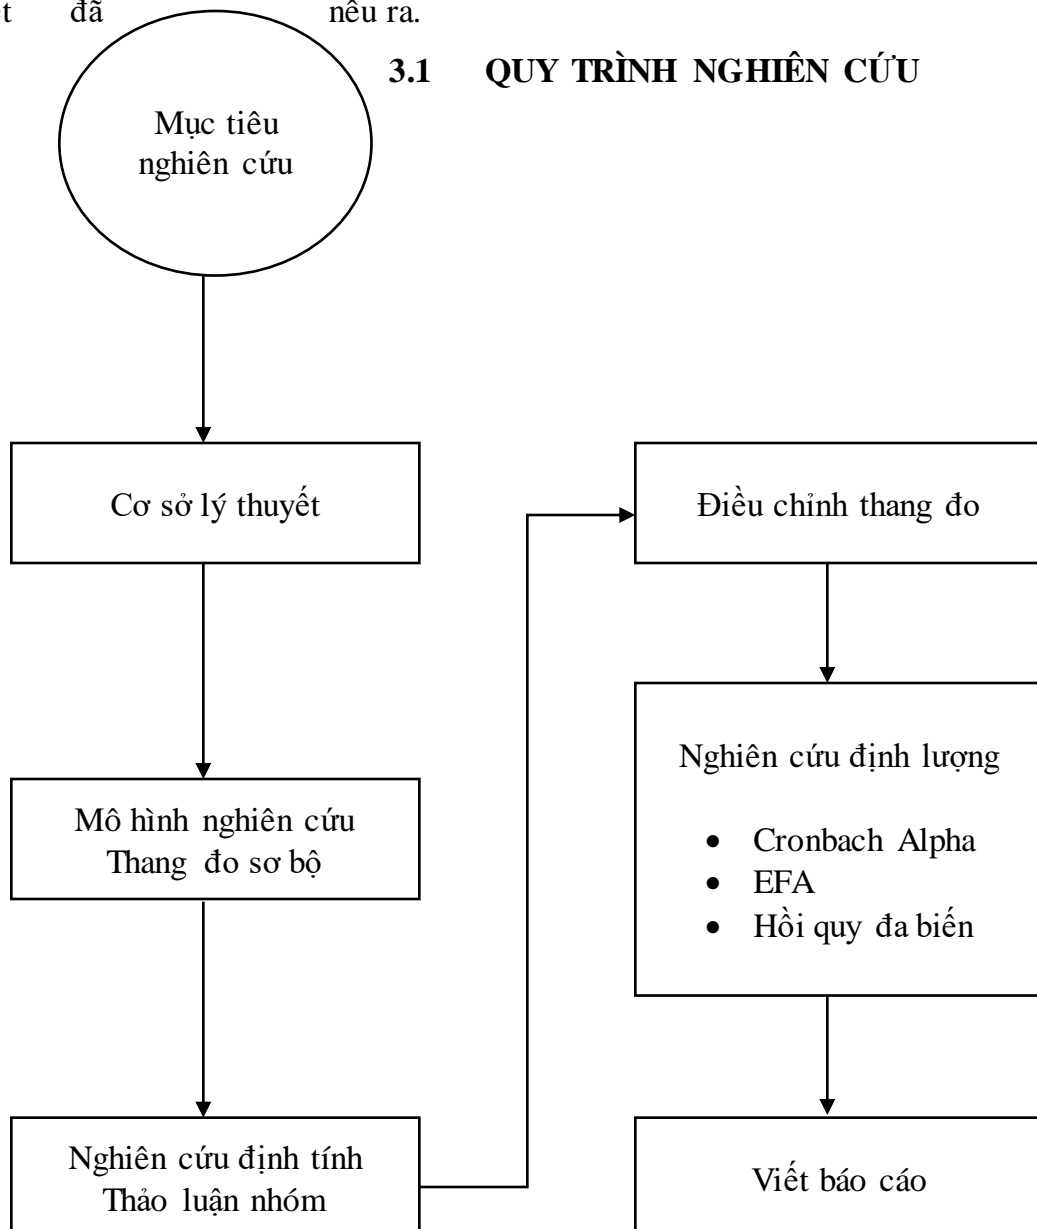 đã nêu ra.
3.1 QUY TRÌNH NGHIÊN CỨU
Mục tiêu
nghiên cứu
Cơ sở lý thuyết
Mô hình nghiên cứu
Thang đo sơ bộ
Nghiên cứu định tính
Thảo luận nhóm
Điều chỉnh thang đo
Nghiên cứu định lượng
• Cronbach Alpha
• EFA
• Hồi quy đa biến
Viết báo cáo